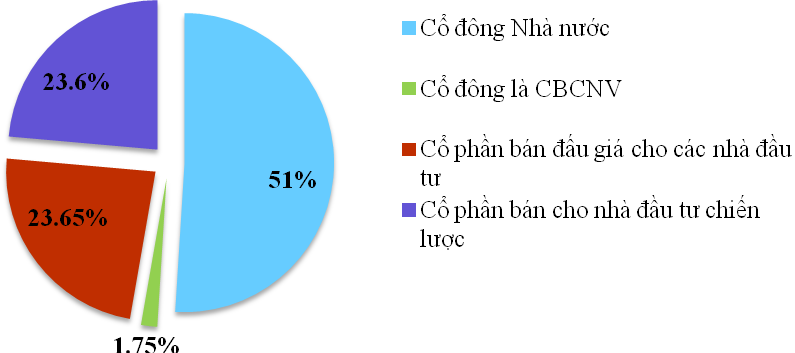 23.6%
51%
23.65%
1.75%
Cổ đông Nhà nước
Cổ đông là CBCNV
Cổ phần bán đấu giá cho các nhà đầu
tư
Cổ phần bán cho nhà đầu tư chiến
lược